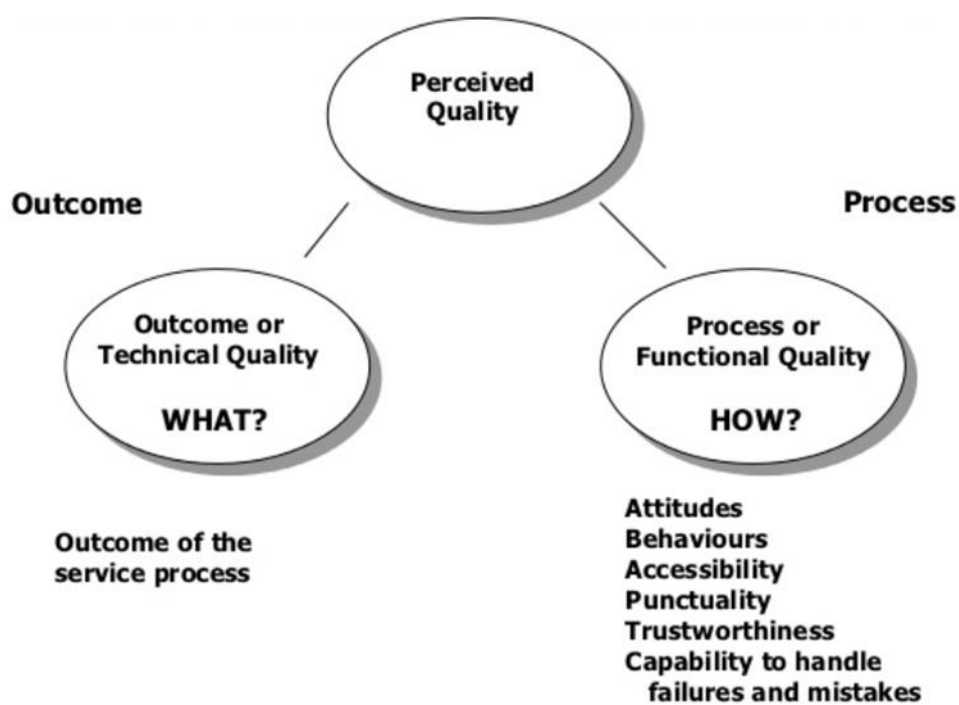 Perceived
Quality
Outcome
Process
Outcome or
Technical Quality
WHAT?
Process or
Functional Quality
HOW?
Outcome of the
service process
Attitudes
Behaviours
Accessibility
Punctuality
Trustworthiness
Capability to handle
failures and mistakes